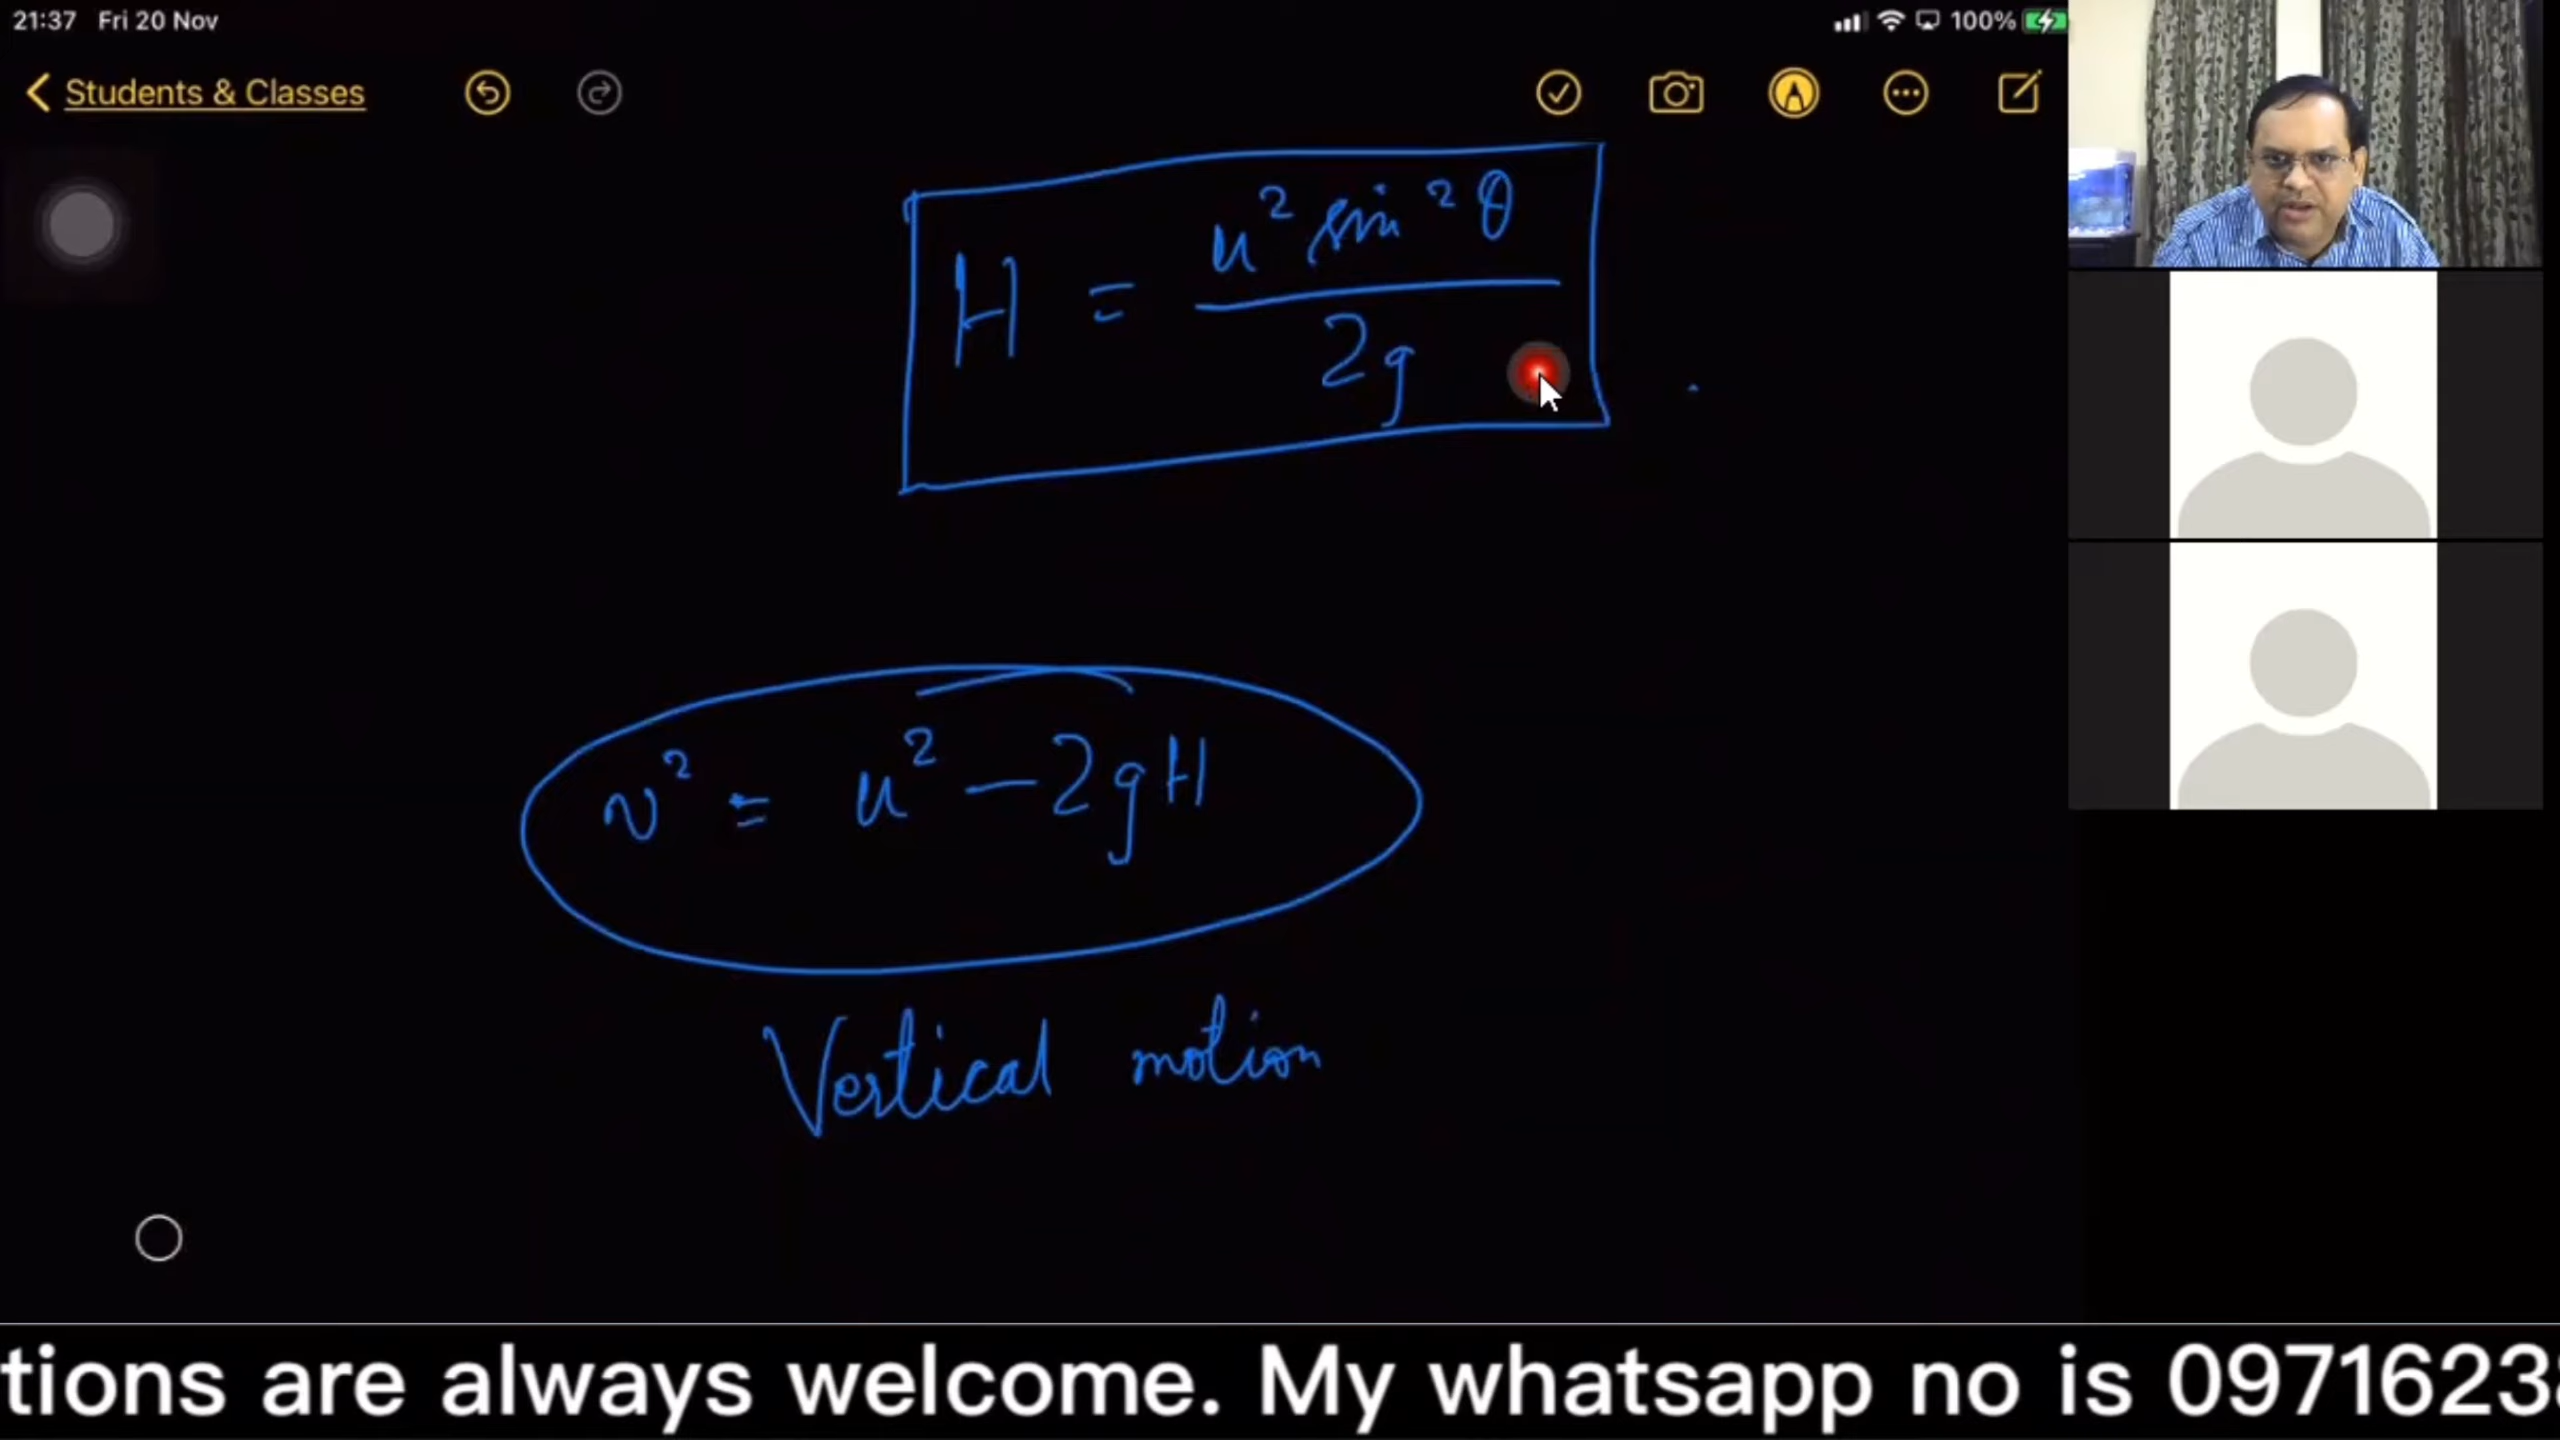 21:37 Fri 20 Nov
100%
Students & Classes
H = u² sin²θ / 2g
v² = u² – 2gH
Vertical motion
tions are always welcome. My whatsapp no is 0971623